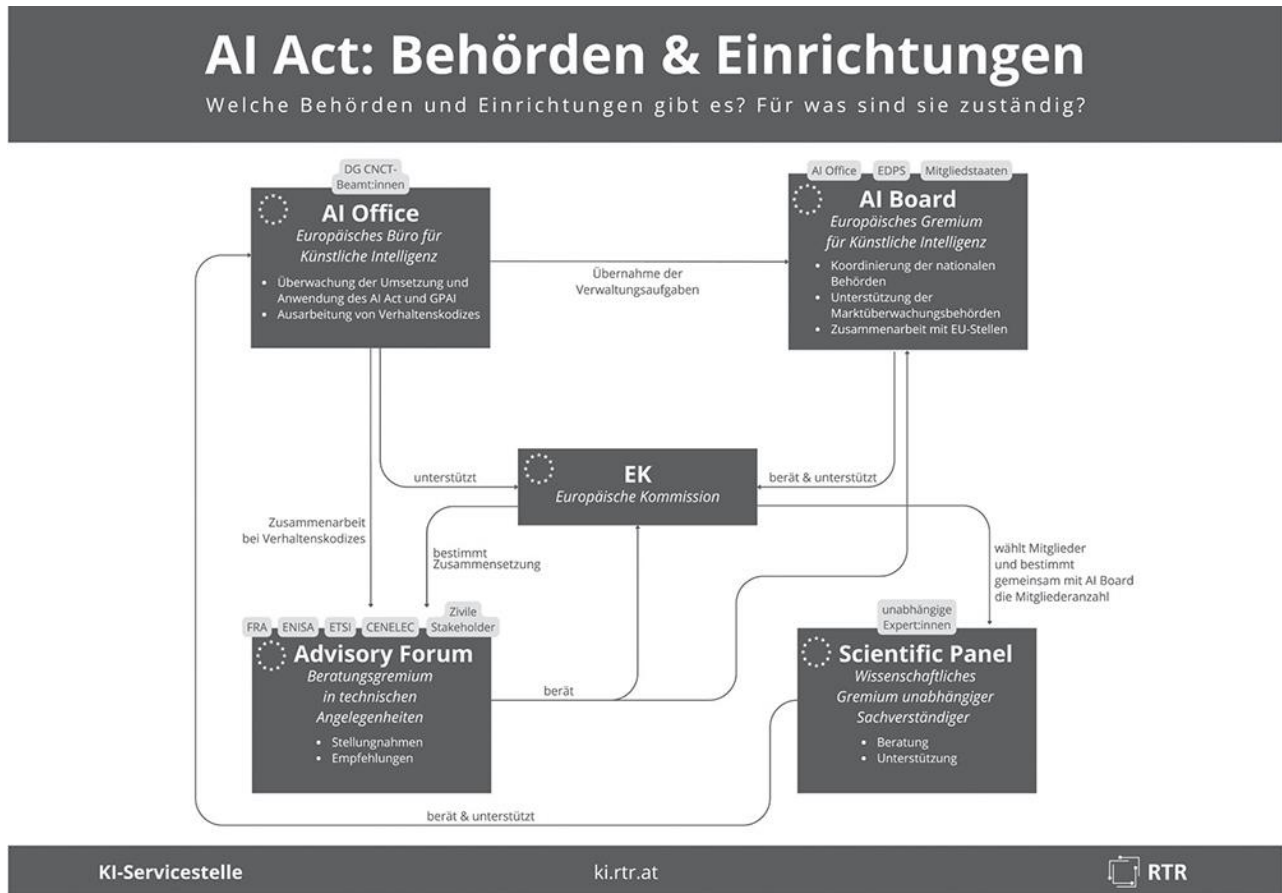 AI Act: Behörden & Einrichtungen
Welche Behörden und Einrichtungen gibt es? Für was sind sie zuständig?
DG CNCT-
Beamt:innen
AI Office
Europäisches Büro für
Künstliche Intelligenz
• Überwachung der Umsetzung und
Anwendung des AI Act und GPAI
• Ausarbeitung von Verhaltenskodizes
Übernahme der
Verwaltungsaufgaben
AI Office
EDPS
Mitgliedstaaten
AI Board
Europäisches Gremium
für Künstliche Intelligenz
• Koordinierung der nationalen
Behörden
• Unterstützung der
Marktüberwachungsbehörden
• Zusammenarbeit mit EU-Stellen
unterstützt
EK
Europäische Kommission
berät & unterstützt
Zusammenarbeit
bei Verhaltenskodizes
bestimmt
Zusammensetzung
wählt Mitglieder
und bestimmt
gemeinsam mit AI Board
die Mitgliederanzahl
FRA
ENISA
ETSI
CENELEC
Zivile
Stakeholder
Advisory Forum
Beratungsgremium
in technischen
Angelegenheiten
• Stellungnahmen
• Empfehlungen
berät
unabhängige
Expert:innen
Scientific Panel
Wissenschaftliches
Gremium unabhängiger
Sachverständiger
• Beratung
• Unterstützung
berät & unterstützt
KI-Servicestelle
ki.rtr.at
RTR